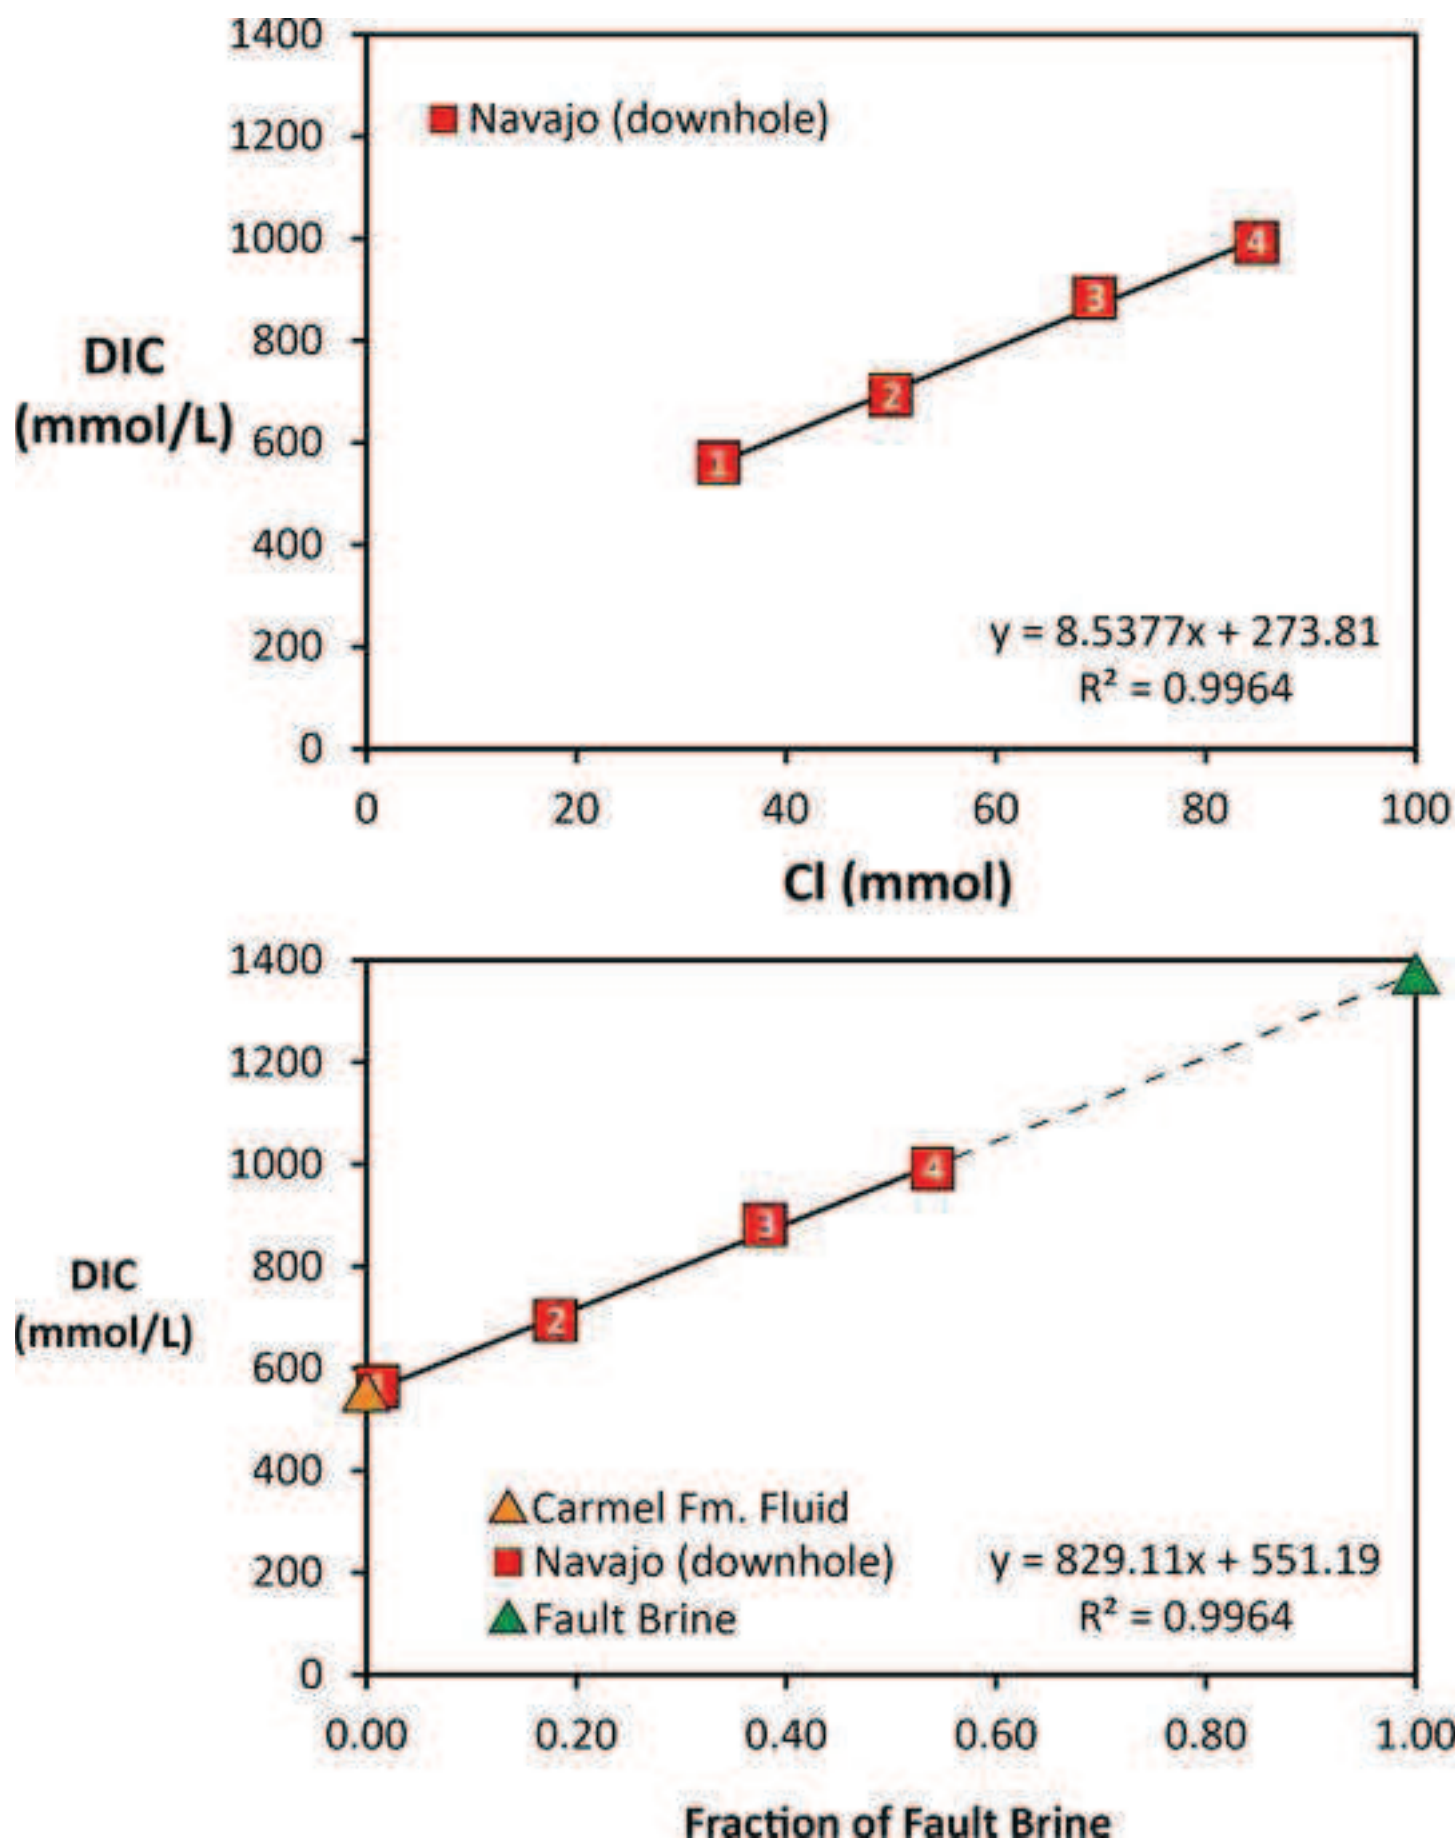 1400
1200
1000
800
600
400
200
0
DIC
(mmol/L)
Navajo (downhole)
1
2
3
4
y = 8.5377x + 273.81
R² = 0.9964
0 20 40 60 80 100
Cl (mmol)
1400
1200
1000
800
600
400
200
0
DIC
(mmol/L)
1
2
3
4
Carmel Fm. Fluid
Navajo (downhole)
Fault Brine
y = 829.11x + 551.19
R² = 0.9964
0.00 0.20 0.40 0.60 0.80 1.00
Fraction of Fault Brine